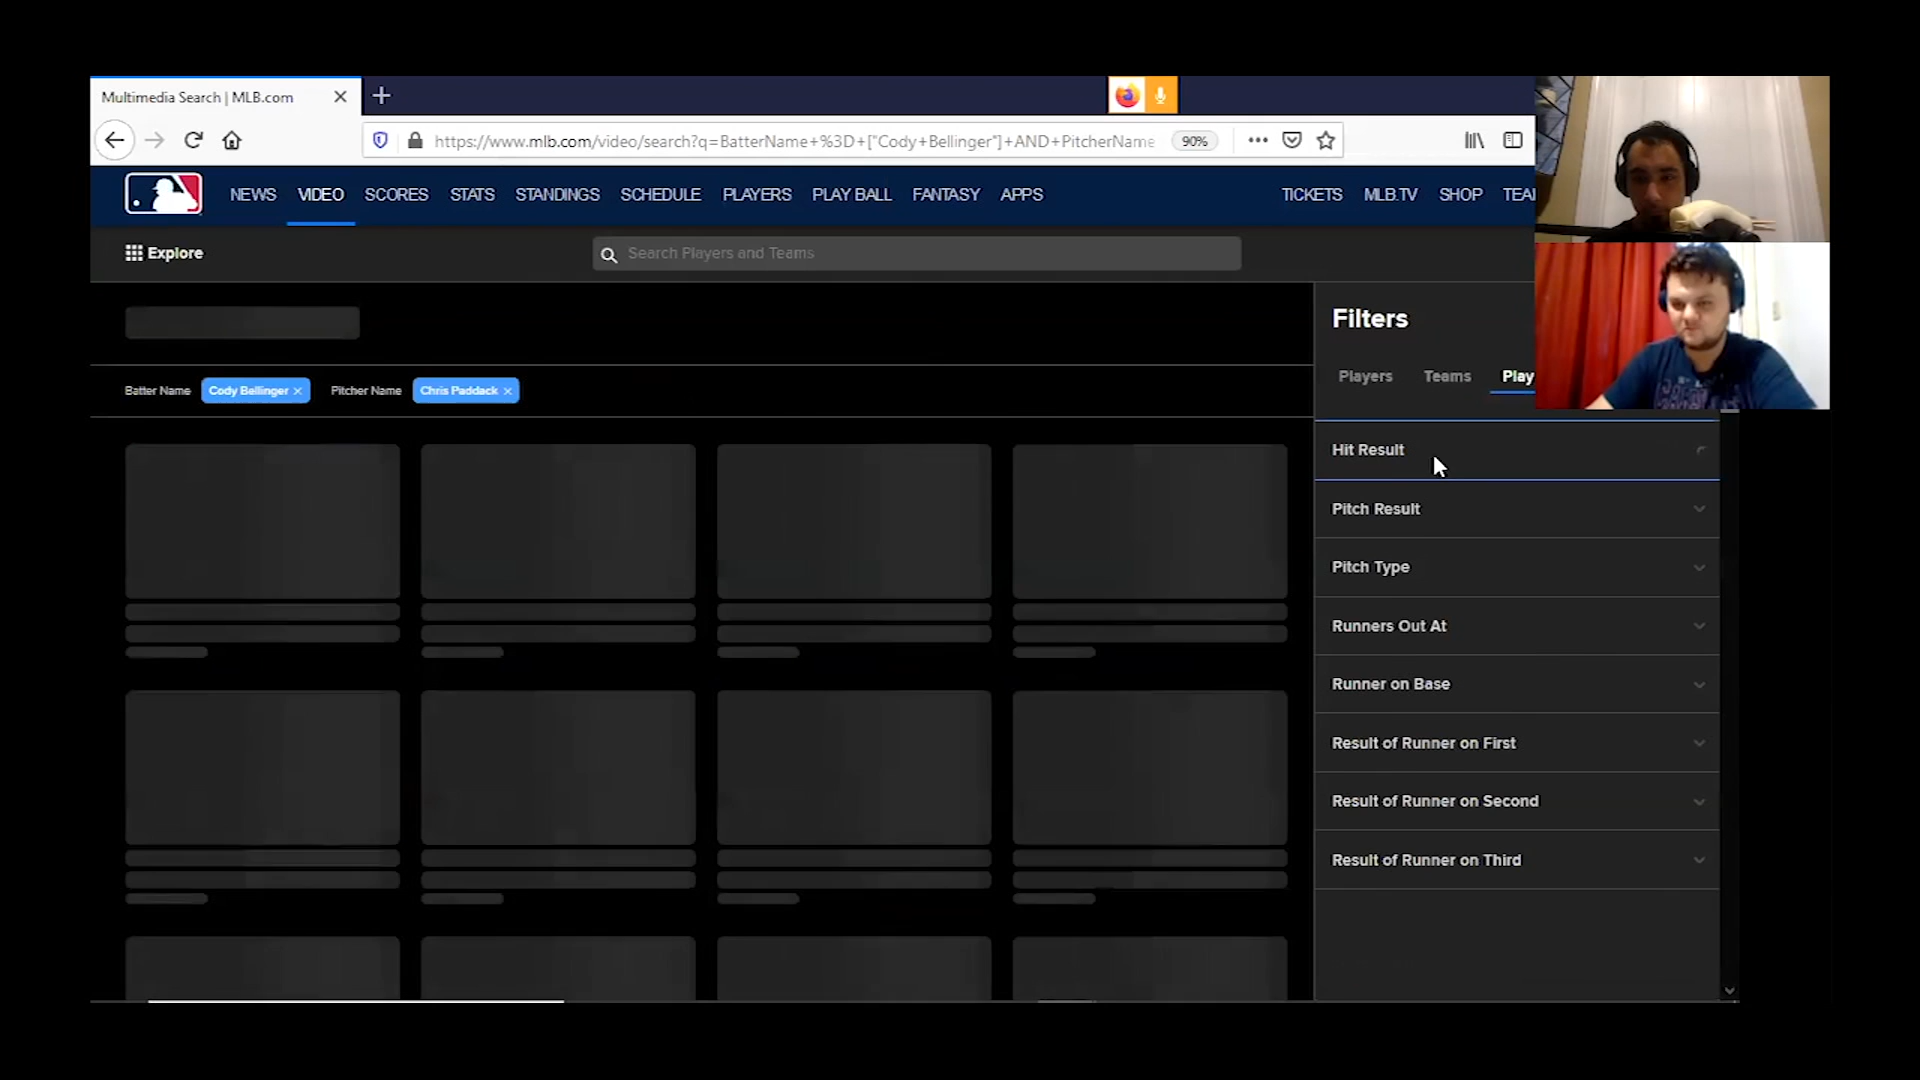 Multimedia Search | MLB.com
https://www.mlb.com/video/search?q=BatterName+%3D+["Cody+Bellinger"]+AND+PitcherName
90%
NEWS VIDEO SCORES STATS STANDINGS SCHEDULE PLAYERS PLAY BALL FANTASY APPS TICKETS MLB.TV SHOP TEA
Explore
Search Players and Teams
Filters
Players Teams Play
Batter Name Cody Bellinger Pitcher Name Chris Paddack
Hit Result
Pitch Result
Pitch Type
Runners Out At
Runner on Base
Result of Runner on First
Result of Runner on Second
Result of Runner on Third